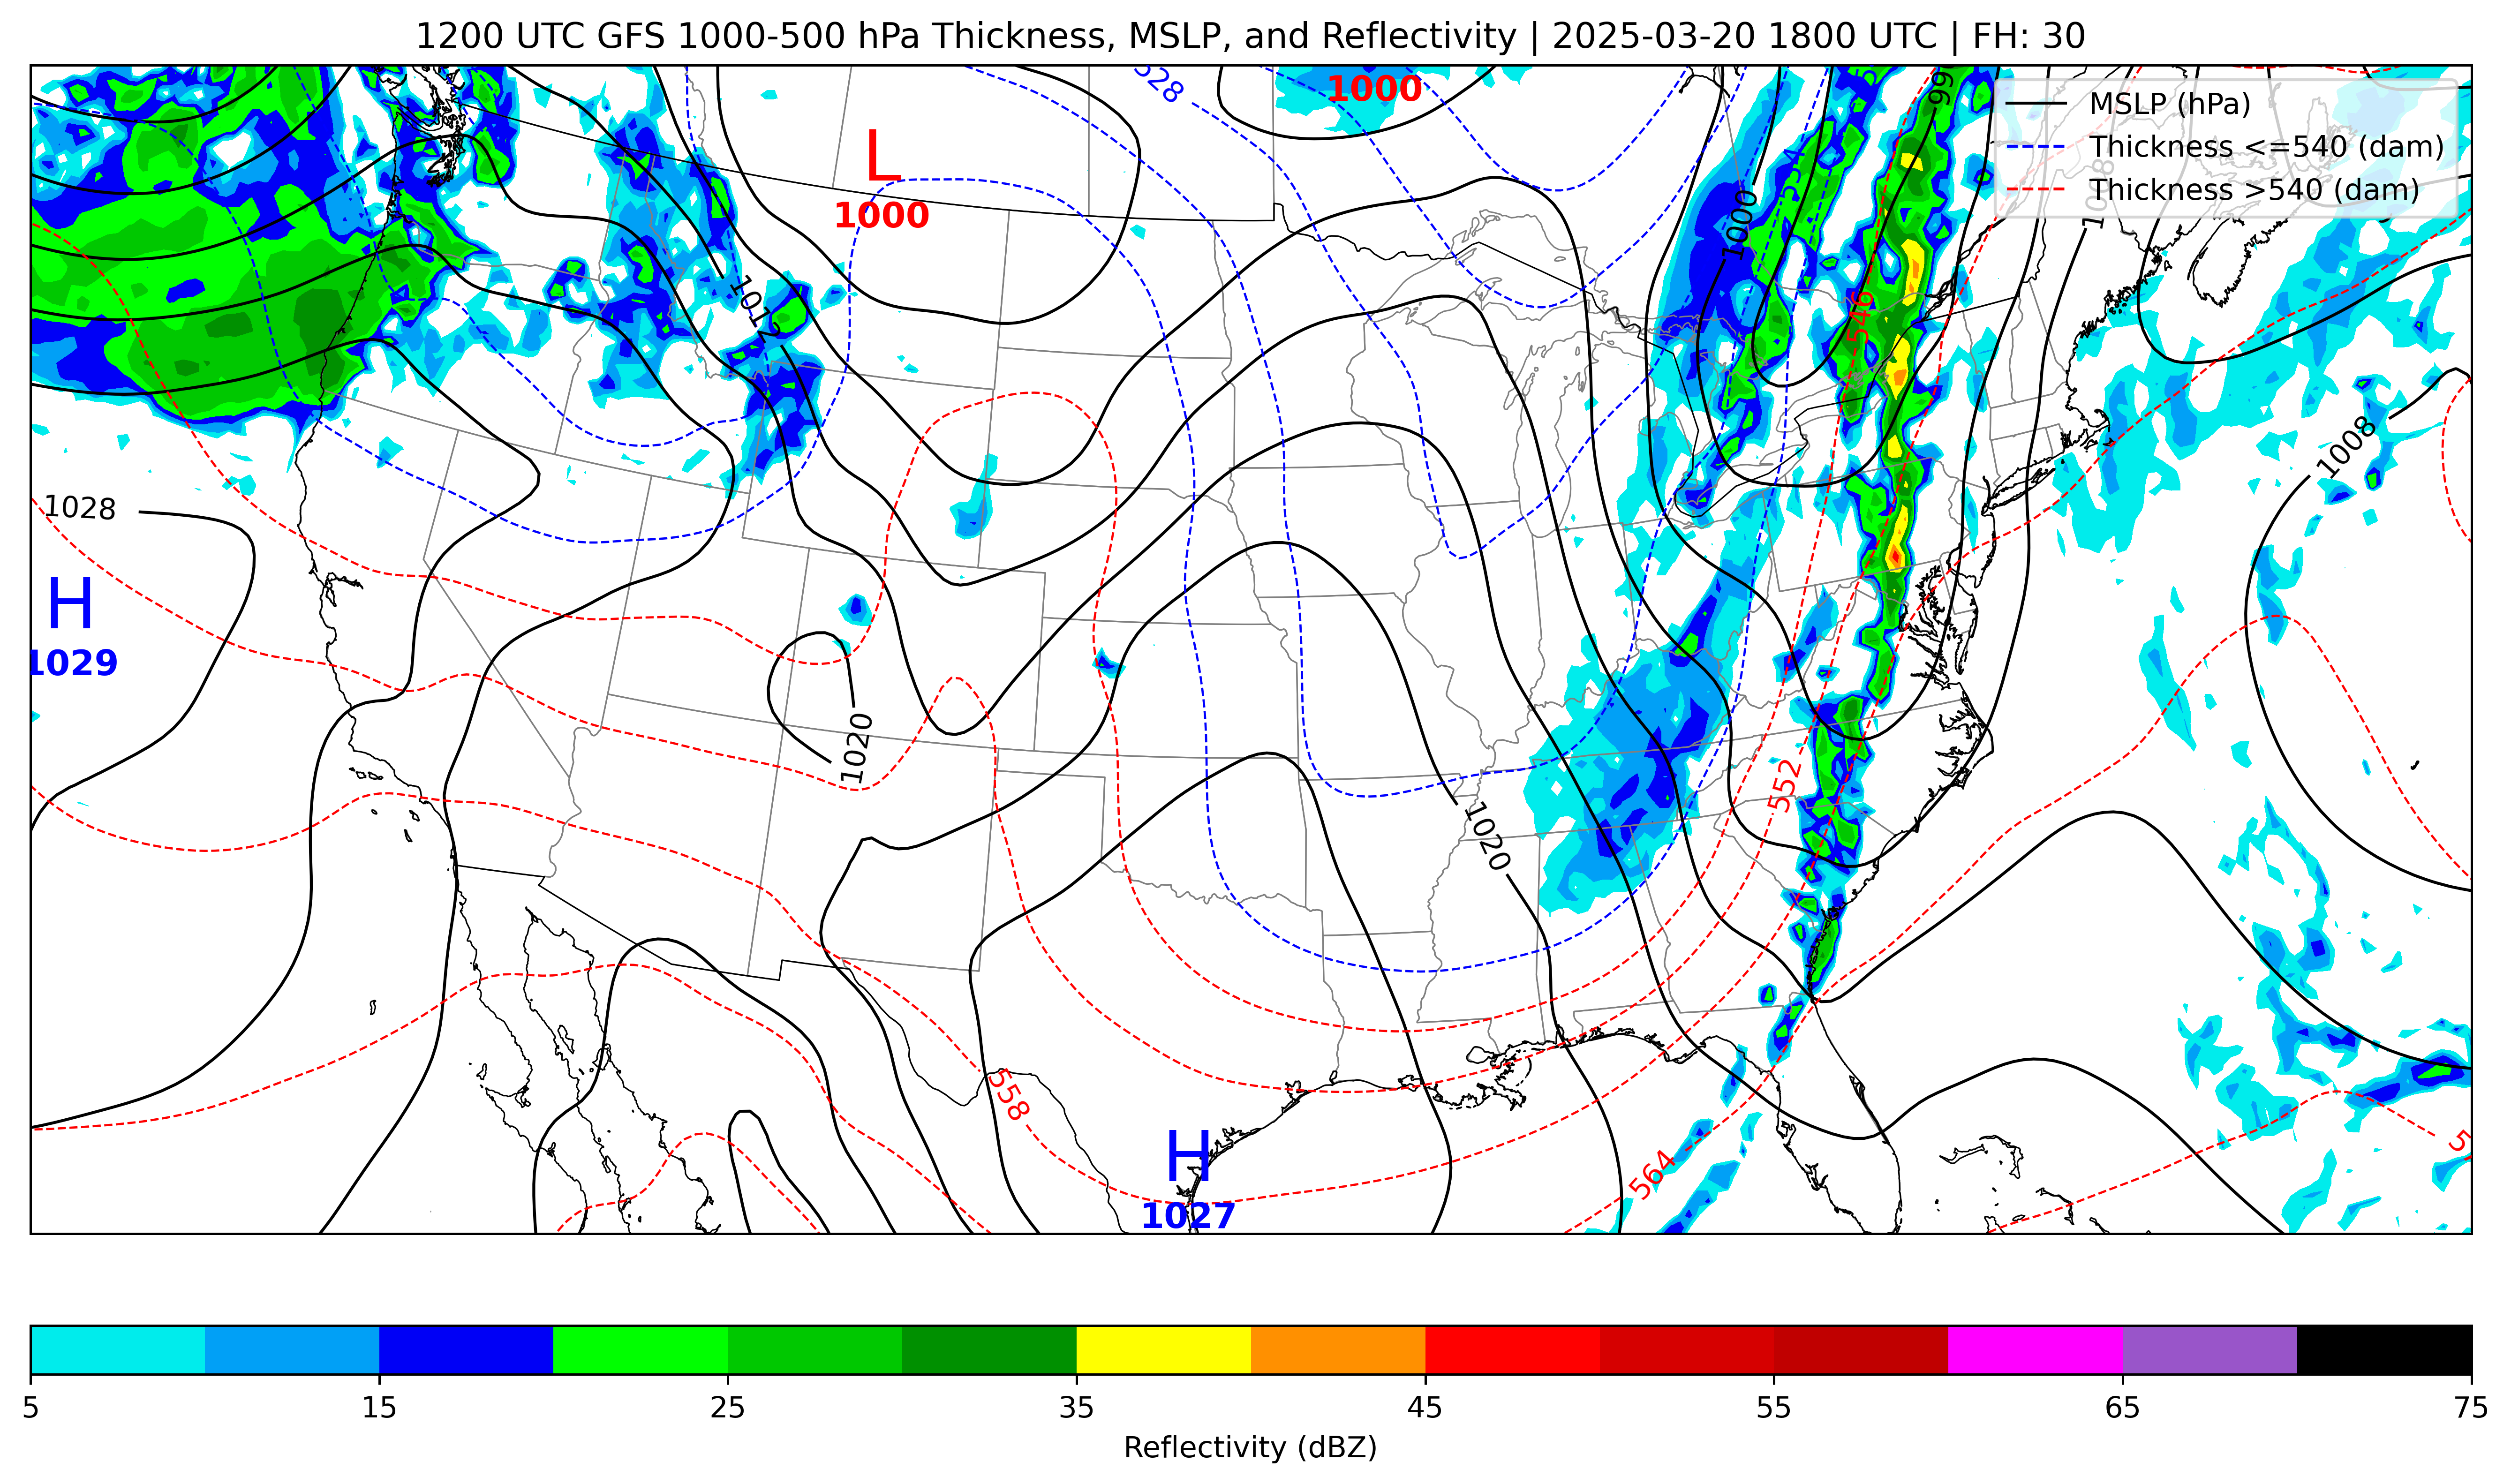 1200 UTC GFS 1000-500 hPa Thickness, MSLP, and Reflectivity | 2025-03-20 1800 UTC | FH: 30
MSLP (hPa)
Thickness <=540 (dam)
Thickness >540 (dam)
528
1000
L
1000
534
1000
1012
546
1008
1028
H
1029
1020
552
1020
558
564
H
1027
5 15 25 35 45 55 65 75
Reflectivity (dBZ)